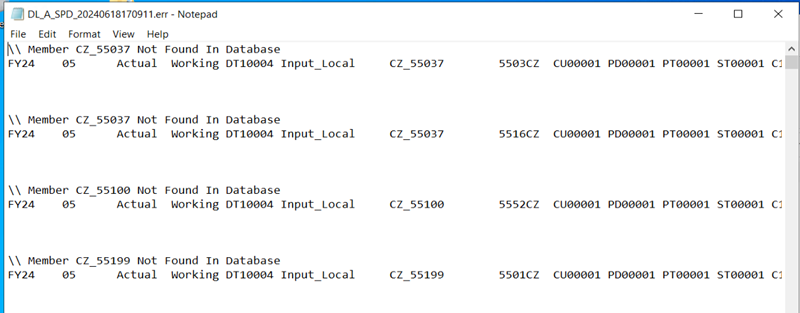 DL_A_SPD_20240618170911.err - Notepad
File Edit Format View Help
\\ Member CZ_55037 Not Found In Database
FY24 05 Actual Working DT10004 Input_Local CZ_55037 5503CZ CU00001 PD00001 PT00001 ST00001 C1
\\ Member CZ_55037 Not Found In Database
FY24 05 Actual Working DT10004 Input_Local CZ_55037 5516CZ CU00001 PD00001 PT00001 ST00001 C1
\\ Member CZ_55100 Not Found In Database
FY24 05 Actual Working DT10004 Input_Local CZ_55100 5552CZ CU00001 PD00001 PT00001 ST00001 C1
\\ Member CZ_55199 Not Found In Database
FY24 05 Actual Working DT10004 Input_Local CZ_55199 5501CZ CU00001 PD00001 PT00001 ST00001 C1